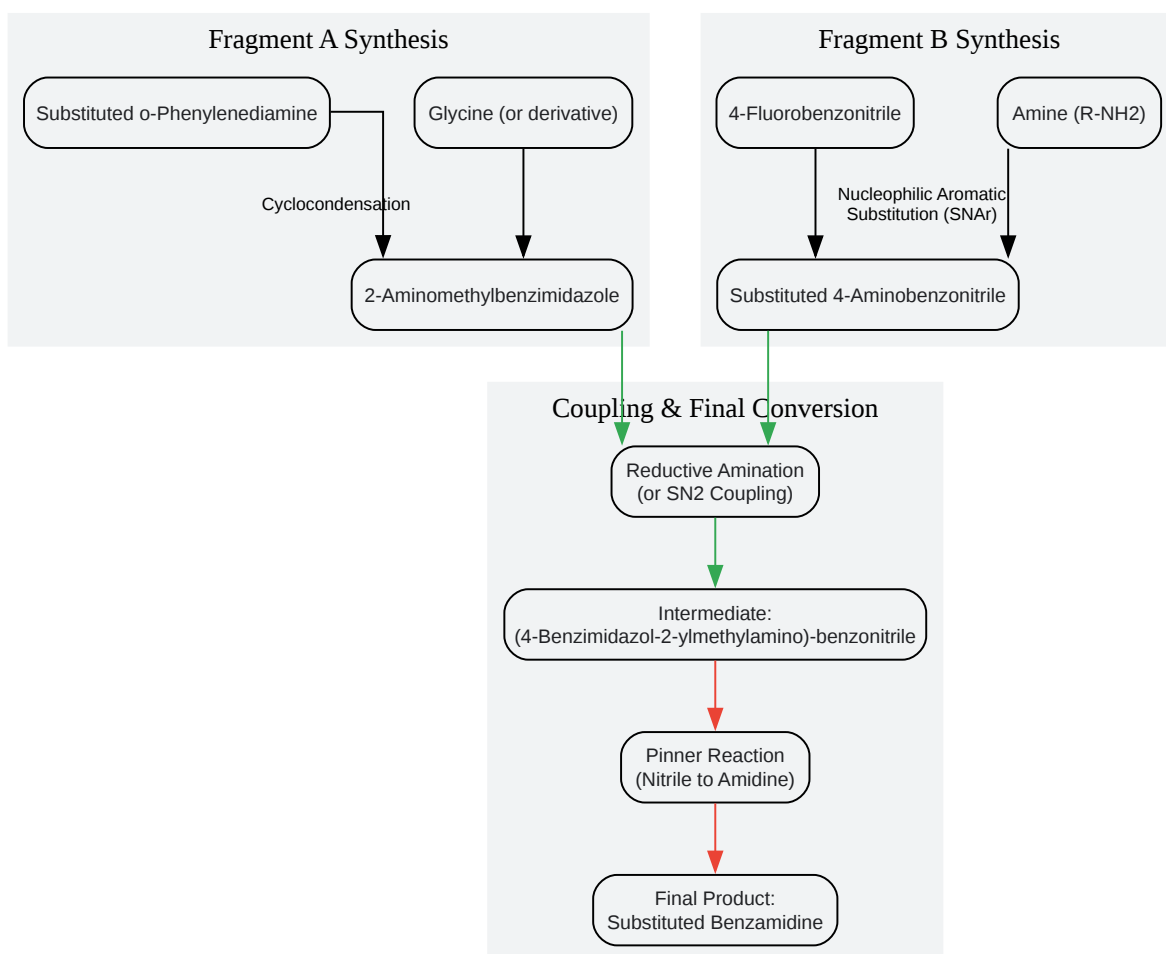 Fragment A Synthesis
Substituted o-Phenylenediamine
Glycine (or derivative)
Cyclocondensation
2-Aminomethylbenzimidazole
Fragment B Synthesis
4-Fluorobenzonitrile
Amine (R-NH2)
Nucleophilic Aromatic
Substitution (SNAr)
Substituted 4-Aminobenzonitrile
Coupling & Final Conversion
Reductive Amination
(or SN2 Coupling)
Intermediate:
(4-Benzimidazol-2-ylmethylamino)-benzonitrile
Pinner Reaction
(Nitrile to Amidine)
Final Product:
Substituted Benzamidine